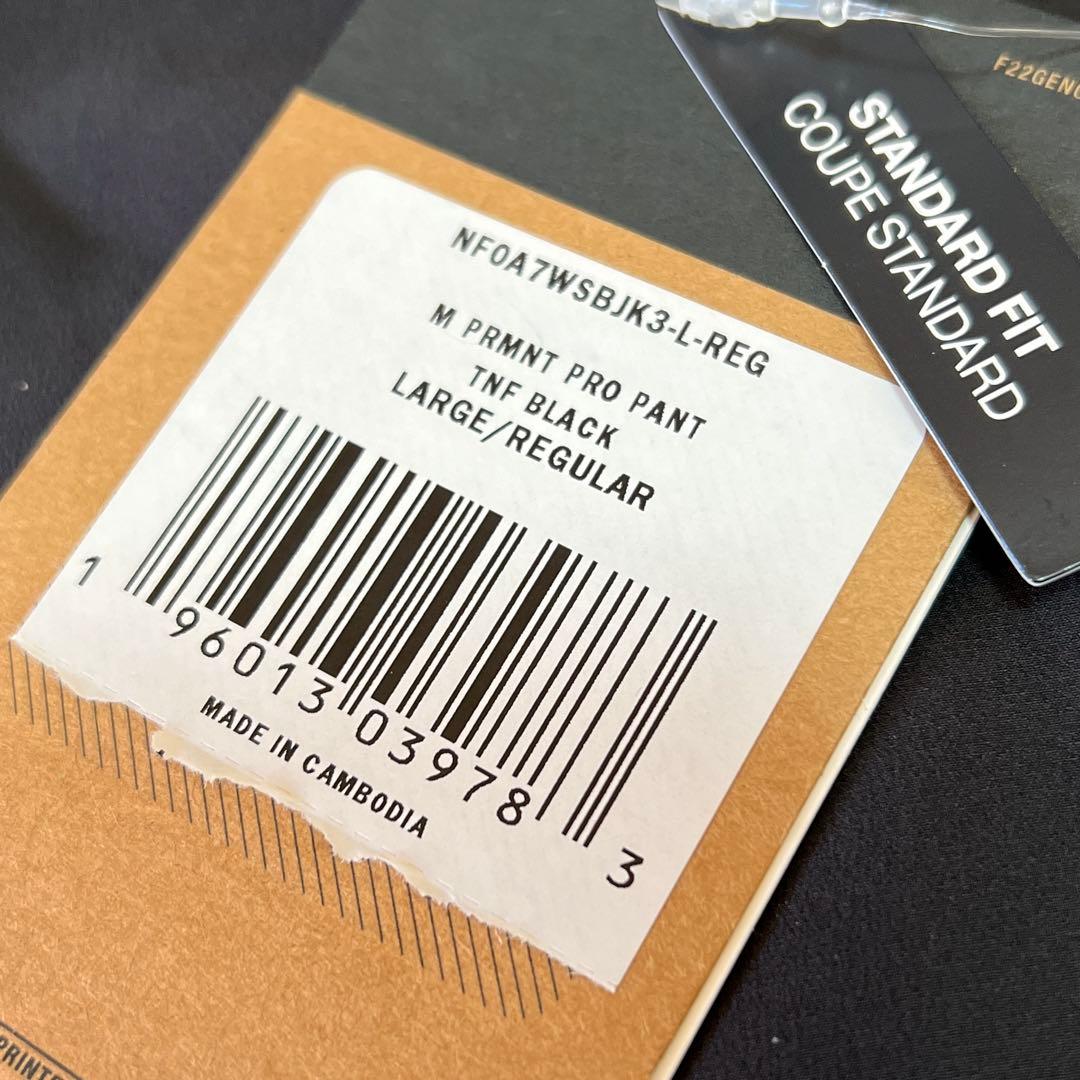 F22GEN
STANDARD FIT
COUPE STANDARD
NF0A7WSBJK3-L-REG
M PRMNT PRO PANT
TNF BLACK
LARGE/REGULAR
1 96013 03978 3
MADE IN CAMBODIA